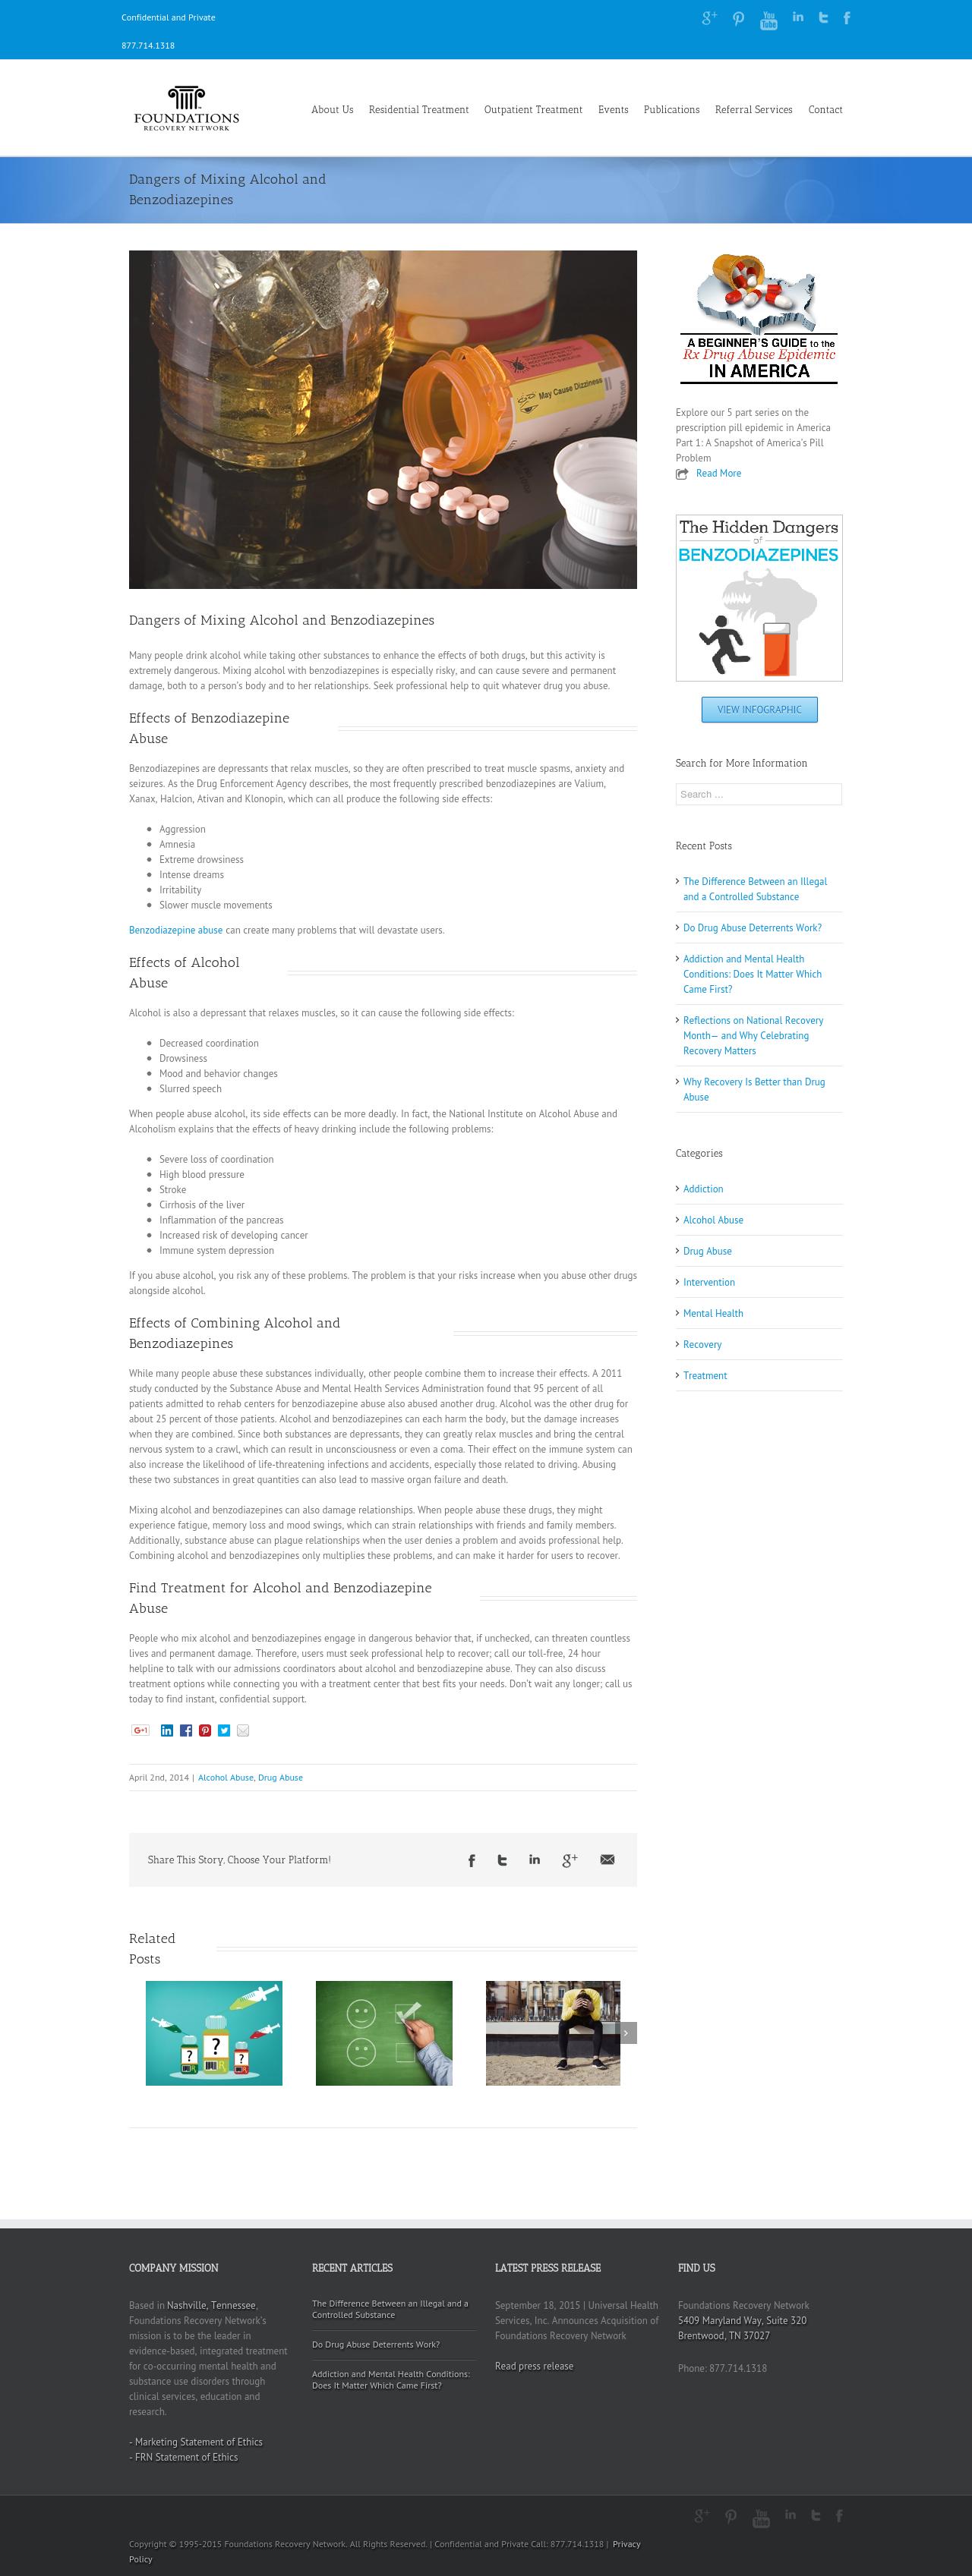 Confidential and Private
877.714.1318
FOUNDATIONS
RECOVERY NETWORK
About Us Residential Treatment Outpatient Treatment Events Publications Referral Services Contact
Dangers of Mixing Alcohol and
Benzodiazepines
May Cause Dizziness
Dangers of Mixing Alcohol and Benzodiazepines
Many people drink alcohol while taking other substances to enhance the effects of both drugs, but this activity is
extremely dangerous. Mixing alcohol with benzodiazepines is especially risky, and can cause severe and permanent
damage, both to a person's body and to her relationships. Seek professional help to quit whatever drug you abuse.
Effects of Benzodiazepine
Abuse
Benzodiazepines are depressants that relax muscles, so they are often prescribed to treat muscle spasms, anxiety and
seizures. As the Drug Enforcement Agency describes, the most frequently prescribed benzodiazepines are Valium,
Xanax, Halcion, Ativan and Klonopin, which can all produce the following side effects:
Aggression
Amnesia
Extreme drowsiness
Intense dreams
Irritability
Slower muscle movements
Benzodiazepine abuse can create many problems that will devastate users.
Effects of Alcohol
Abuse
Alcohol is also a depressant that relaxes muscles, so it can cause the following side effects:
Decreased coordination
Drowsiness
Mood and behavior changes
Slurred speech
When people abuse alcohol, its side effects can be more deadly. In fact, the National Institute on Alcohol Abuse and
Alcoholism explains that the effects of heavy drinking include the following problems:
Severe loss of coordination
High blood pressure
Stroke
Cirrhosis of the liver
Inflammation of the pancreas
Increased risk of developing cancer
Immune system depression
If you abuse alcohol, you risk any of these problems. The problem is that your risks increase when you abuse other drugs
alongside alcohol.
Effects of Combining Alcohol and
Benzodiazepines
While many people abuse these substances individually, other people combine them to increase their effects. A 2011
study conducted by the Substance Abuse and Mental Health Services Administration found that 95 percent of all
patients admitted to rehab centers for benzodiazepine abuse also abused another drug. Alcohol was the other drug for
about 25 percent of those patients. Alcohol and benzodiazepines can each harm the body, but the damage increases
when they are combined. Since both substances are depressants, they can greatly relax muscles and bring the central
nervous system to a crawl, which can result in unconsciousness or even a coma. Their effect on the immune system can
also increase the likelihood of life-threatening infections and accidents, especially those related to driving. Abusing
these two substances in great quantities can also lead to massive organ failure and death.
Mixing alcohol and benzodiazepines can also damage relationships. When people abuse these drugs, they might
experience fatigue, memory loss and mood swings, which can strain relationships with friends and family members.
Additionally, substance abuse can plague relationships when the user denies a problem and avoids professional help.
Combining alcohol and benzodiazepines only multiplies these problems, and can make it harder for users to recover.
Find Treatment for Alcohol and Benzodiazepine
Abuse
People who mix alcohol and benzodiazepines engage in dangerous behavior that, if unchecked, can threaten countless
lives and permanent damage. Therefore, users must seek professional help to recover; call our toll-free, 24 hour
helpline to talk with our admissions coordinators about alcohol and benzodiazepine abuse. They can also discuss
treatment options while connecting you with a treatment center that best fits your needs. Don't wait any longer; call us
today to find instant, confidential support.
April 2nd, 2014 | Alcohol Abuse, Drug Abuse
Share This Story, Choose Your Platform!
Related
Posts
A BEGINNER'S GUIDE to the
Rx Drug Abuse Epidemic
IN AMERICA
Explore our 5 part series on the
prescription pill epidemic in America
Part 1: A Snapshot of America's Pill
Problem
Read More
The Hidden Dangers
of
BENZODIAZEPINES
VIEW INFOGRAPHIC
Search for More Information
Search ...
Recent Posts
The Difference Between an Illegal
and a Controlled Substance
Do Drug Abuse Deterrents Work?
Addiction and Mental Health
Conditions: Does It Matter Which
Came First?
Reflections on National Recovery
Month— and Why Celebrating
Recovery Matters
Why Recovery Is Better than Drug
Abuse
Categories
Addiction
Alcohol Abuse
Drug Abuse
Intervention
Mental Health
Recovery
Treatment
COMPANY MISSION
Based in Nashville, Tennessee,
Foundations Recovery Network's
mission is to be the leader in
evidence-based, integrated treatment
for co-occurring mental health and
substance use disorders through
clinical services, education and
research.
- Marketing Statement of Ethics
- FRN Statement of Ethics
RECENT ARTICLES
The Difference Between an Illegal and a
Controlled Substance
Do Drug Abuse Deterrents Work?
Addiction and Mental Health Conditions:
Does It Matter Which Came First?
LATEST PRESS RELEASE
September 18, 2015 | Universal Health
Services, Inc. Announces Acquisition of
Foundations Recovery Network
Read press release
FIND US
Foundations Recovery Network
5409 Maryland Way, Suite 320
Brentwood, TN 37027
Phone: 877.714.1318
Copyright © 1995-2015 Foundations Recovery Network. All Rights Reserved. | Confidential and Private Call: 877.714.1318 | Privacy
Policy